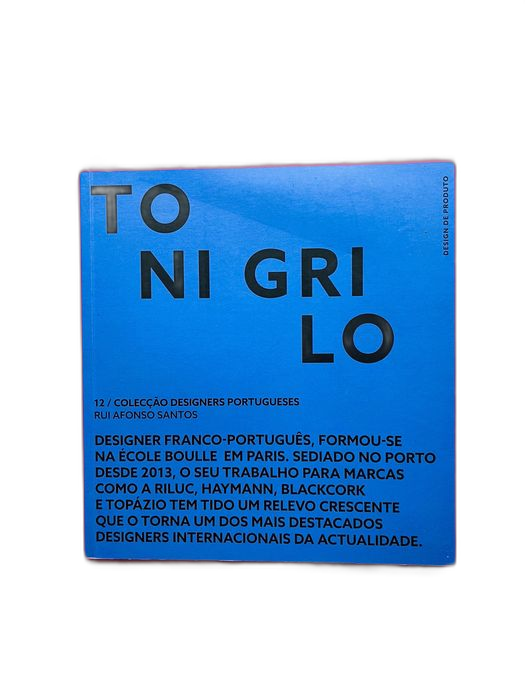 TO
NI GRI
LO
DESIGN DE PRODUTO
12 / COLECÇÃO DESIGNERS PORTUGUESES
RUI AFONSO SANTOS
DESIGNER FRANCO-PORTUGUÊS, FORMOU-SE
NA ÉCOLE BOULLE EM PARIS. SEDIADO NO PORTO
DESDE 2013, O SEU TRABALHO PARA MARCAS
COMO A RILUC, HAYMANN, BLACKCORK
E TOPÁZIO TEM TIDO UM RELEVO CRESCENTE
QUE O TORNA UM DOS MAIS DESTACADOS
DESIGNERS INTERNACIONAIS DA ACTUALIDADE.